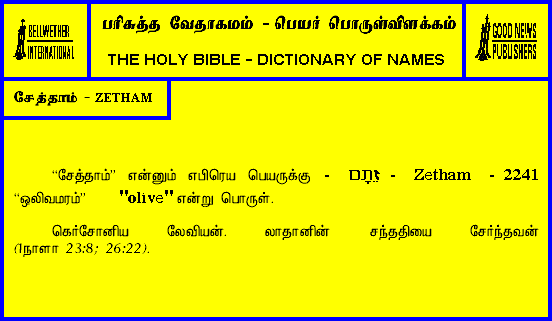 BELLWETHER
INTERNATIONAL
பரிசுத்த வேதாகமம் - பெயர் பொருள்விளக்கம்
THE HOLY BIBLE - DICTIONARY OF NAMES
GOOD NEWS
PUBLISHERS
சேத்தாம் - ZETHAM
“சேத்தாம்” என்னும் எபிரெய பெயருக்கு - זֵתָם - Zetham - 2241
“ஒலிவமரம்” "olive" என்று பொருள்.
கெர்சோனிய லேவியன். லாதானின் சந்ததியை சேர்ந்தவன்
(1நாளா 23:8; 26:22).